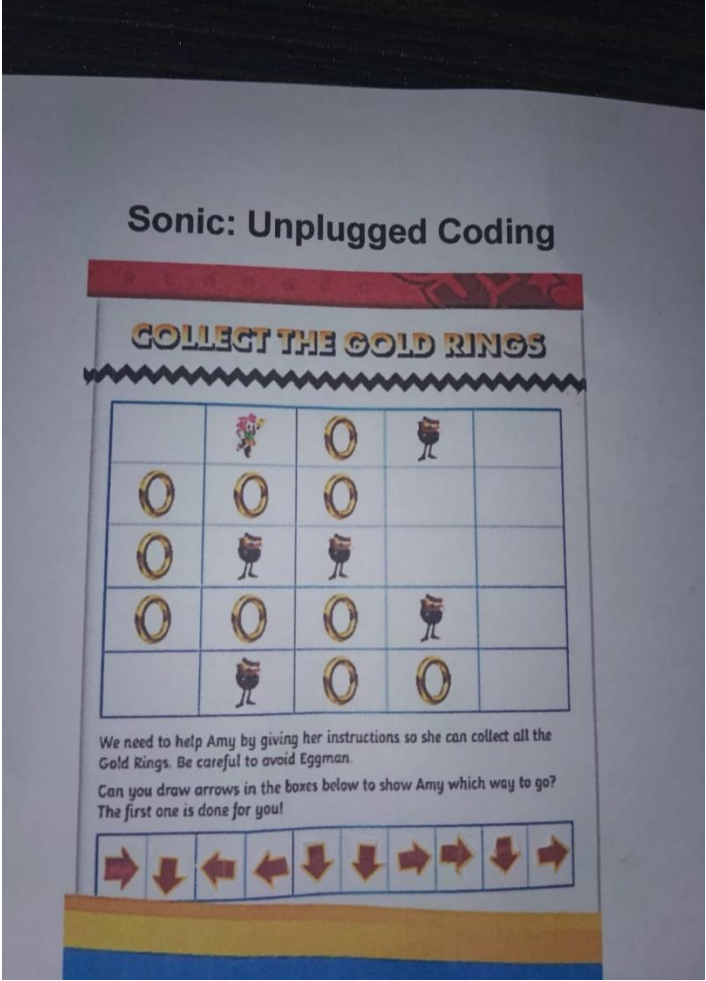 Sonic: Unplugged Coding
COLLECT THE GOLD RINGS
We need to help Amy by giving her instructions so she can collect all the
Gold Rings. Be careful to avoid Eggman.
Can you draw arrows in the boxes below to show Amy which way to go?
The first one is done for you!